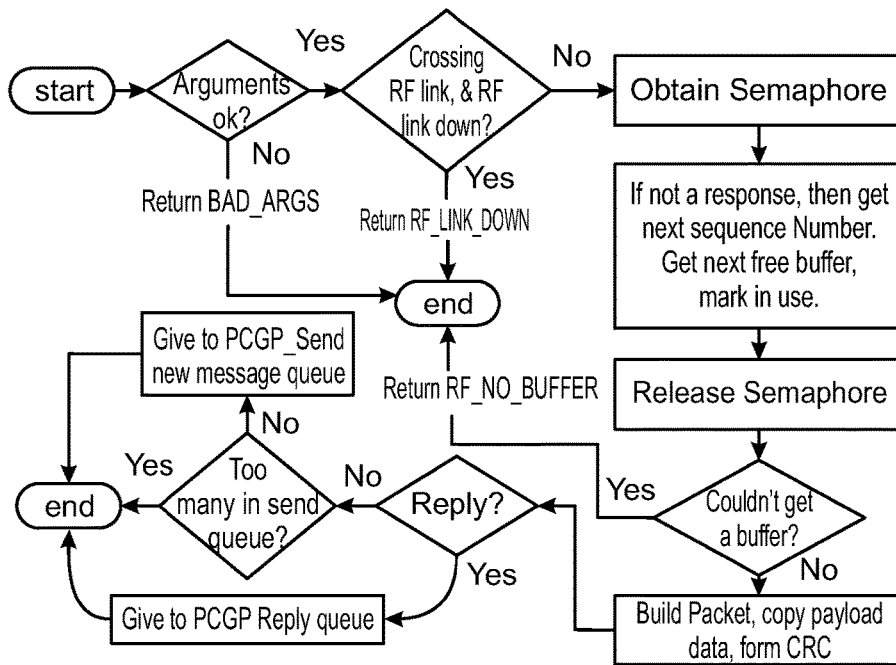 start
Arguments
ok?
Yes
No
Return BAD_ARGS
Crossing
RF link, & RF
link down?
No
Yes
Return RF_LINK_DOWN
end
Obtain Semaphore
If not a response, then get
next sequence Number.
Get next free buffer,
mark in use.
Release Semaphore
Couldn't get
a buffer?
Yes
Return RF_NO_BUFFER
No
Build Packet, copy payload
data, form CRC
Reply?
No
Yes
Too
many in send
queue?
No
Yes
Give to PCGP_Send
new message queue
Give to PCGP Reply queue
end